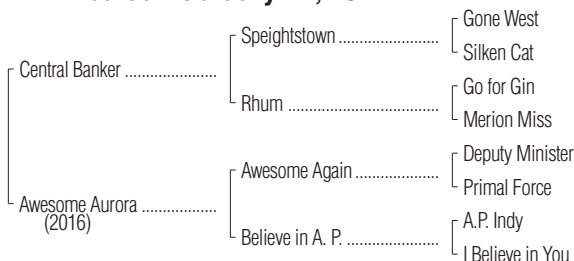 Gone West
Speightstown
Silken Cat
Central Banker
Go for Gin
Rhum
Merion Miss
Deputy Minister
Awesome Again
Primal Force
Awesome Aurora
(2016)
A.P. Indy
Believe in A. P.
I Believe in You